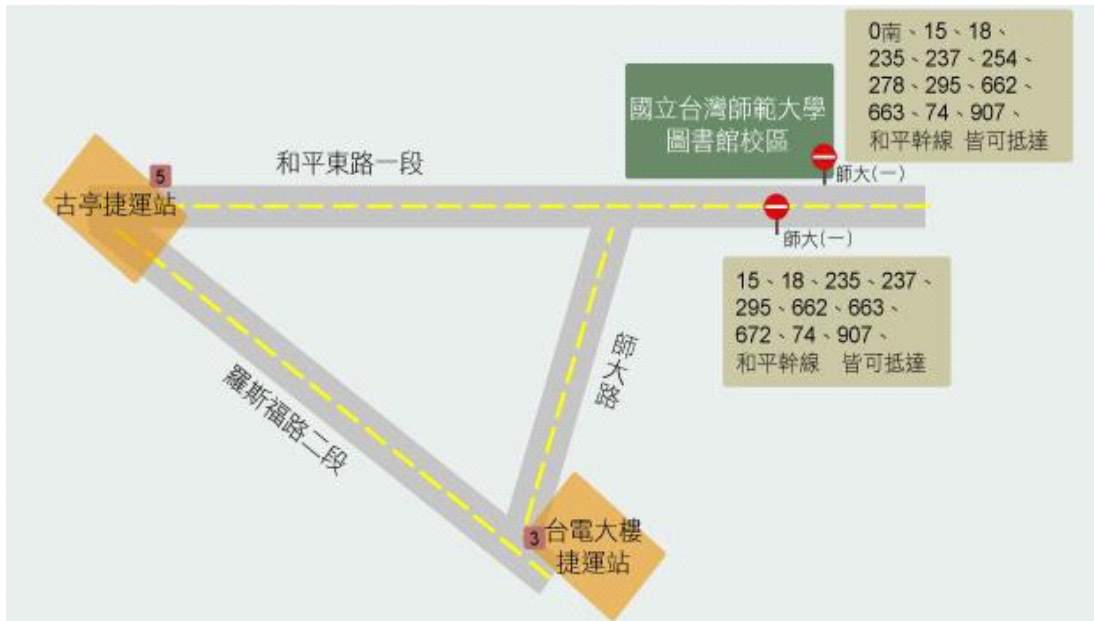 0南、15、18、
235、237、254、
278、295、662、
663、74、907、
和平幹線 皆可抵達
國立台灣師範大學
圖書館校區
師大(一)
和平東路一段
5
古亭捷運站
師大(一)
15、18、235、237、
295、662、663、
672、74、907、
和平幹線 皆可抵達
師大路
羅斯福路二段
3
台電大樓
捷運站